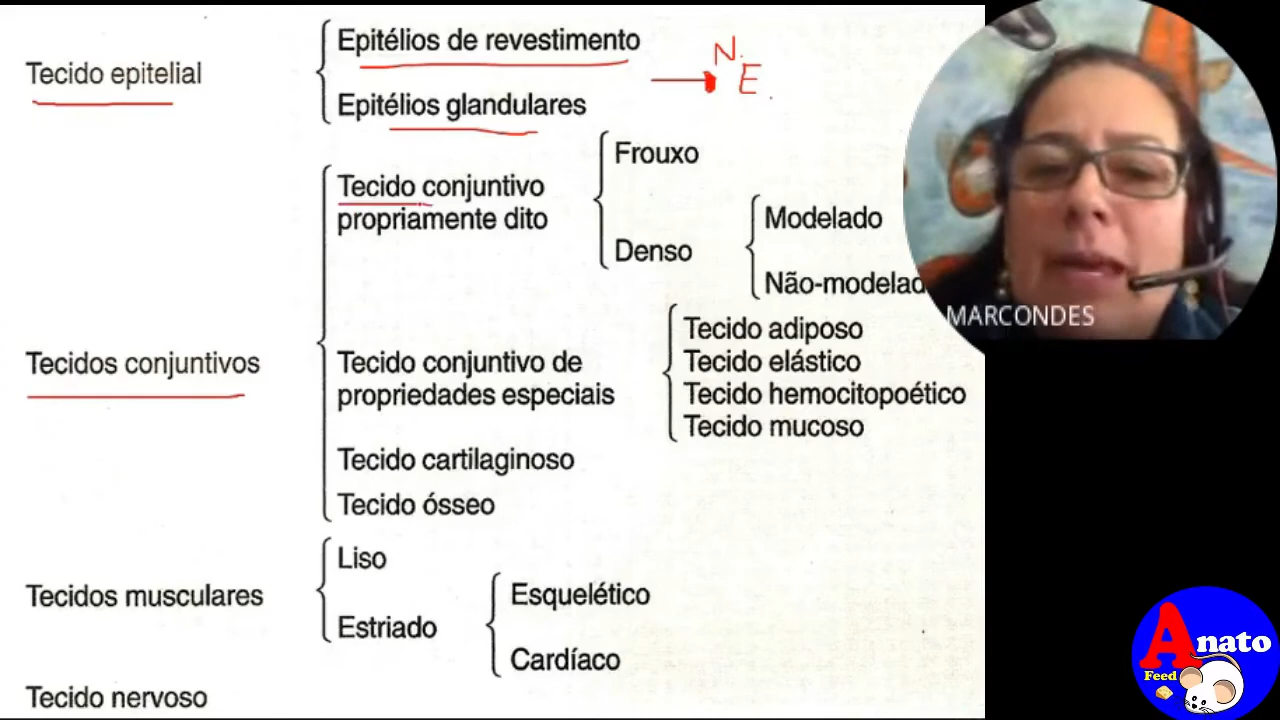 Tecido epitelial
Epitélios de revestimento
Epitélios glandulares
N.
E
Tecidos conjuntivos
Tecido conjuntivo
propriamente dito
Frouxo
Denso
Modelado
Não-modelad
Tecido conjuntivo de
propriedades especiais
Tecido adiposo
Tecido elástico
Tecido hemocitopoético
Tecido mucoso
Tecido cartilaginoso
Tecido ósseo
Tecidos musculares
Liso
Estriado
Esquelético
Cardíaco
Tecido nervoso
MARCONDES
Anato
Feed